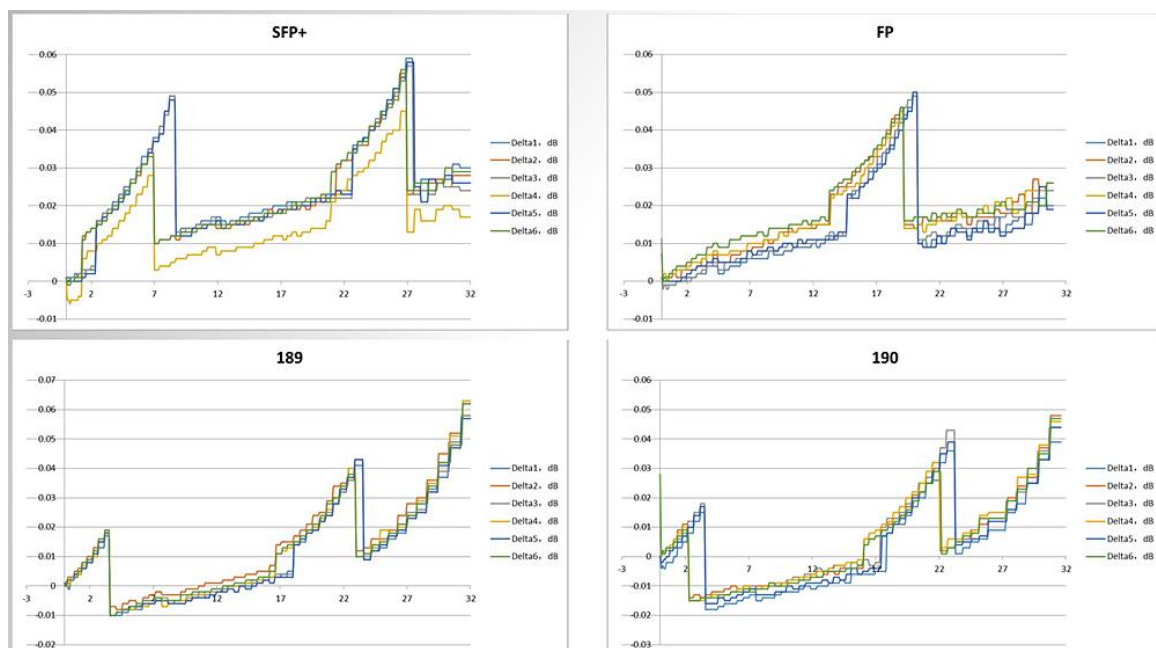 SFP+
0.06
0.05
0.04
0.03
0.02
0.01
0
-0.01
-3 2 7 12 17 22 27 32
Delta1, dB
Delta2, dB
Delta3, dB
Delta4, dB
Delta5, dB
Delta6, dB
FP
0.06
0.05
0.04
0.03
0.02
0.01
0
-0.01
-3 2 7 12 17 22 27 32
Delta1, dB
Delta2, dB
Delta3, dB
Delta4, dB
Delta5, dB
Delta6, dB
189
0.07
0.06
0.05
0.04
0.03
0.02
0.01
0
-0.01
-0.02
-3 2 7 12 17 22 27 32
Delta1, dB
Delta2, dB
Delta3, dB
Delta4, dB
Delta5, dB
Delta6, dB
190
0.06
0.05
0.04
0.03
0.02
0.01
0
-0.01
-0.02
-0.03
-3 2 7 12 17 22 27 32
Delta1, dB
Delta2, dB
Delta3, dB
Delta4, dB
Delta5, dB
Delta6, dB